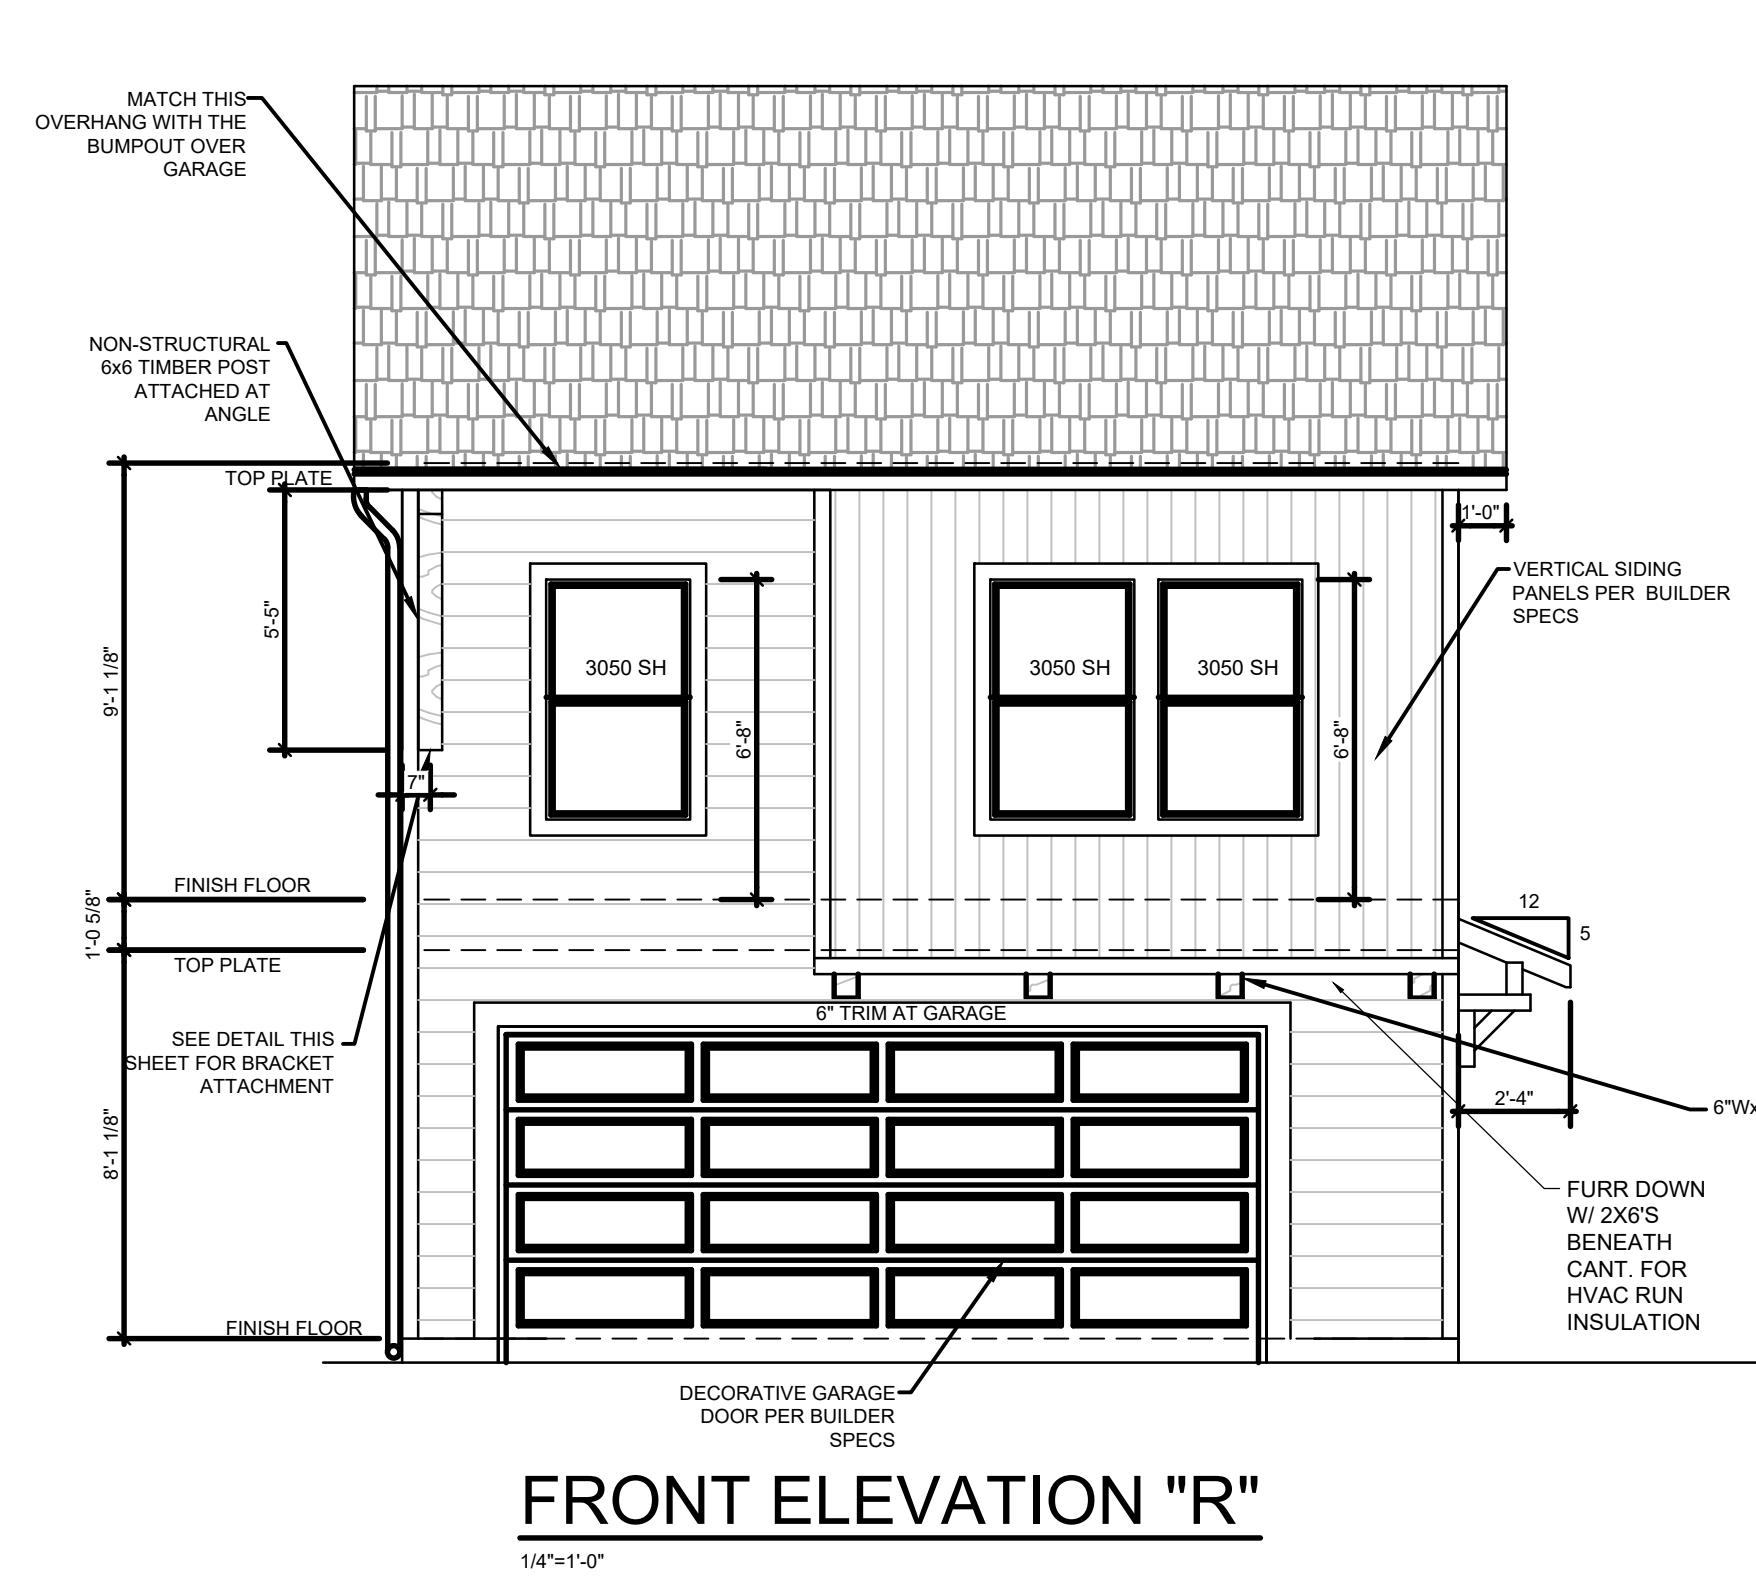 MATCH THIS
OVERHANG WITH THE
BUMPOUT OVER
GARAGE
NON-STRUCTURAL
6x6 TIMBER POST
ATTACHED AT
ANGLE
TOP PLATE
1'-0"
VERTICAL SIDING
PANELS PER BUILDER
SPECS
5'-5"
9'-1 1/8"
3050 SH
3050 SH
3050 SH
6'-8"
6'-8"
7"
FINISH FLOOR
1'-0 5/8"
TOP PLATE
12
5
6" TRIM AT GARAGE
SEE DETAIL THIS
SHEET FOR BRACKET
ATTACHMENT
2'-4"
6"Wx
8'-1 1/8"
FURR DOWN
W/ 2X6'S
BENEATH
CANT. FOR
HVAC RUN
INSULATION
FINISH FLOOR
DECORATIVE GARAGE
DOOR PER BUILDER
SPECS
FRONT ELEVATION "R"
1/4"=1'-0"